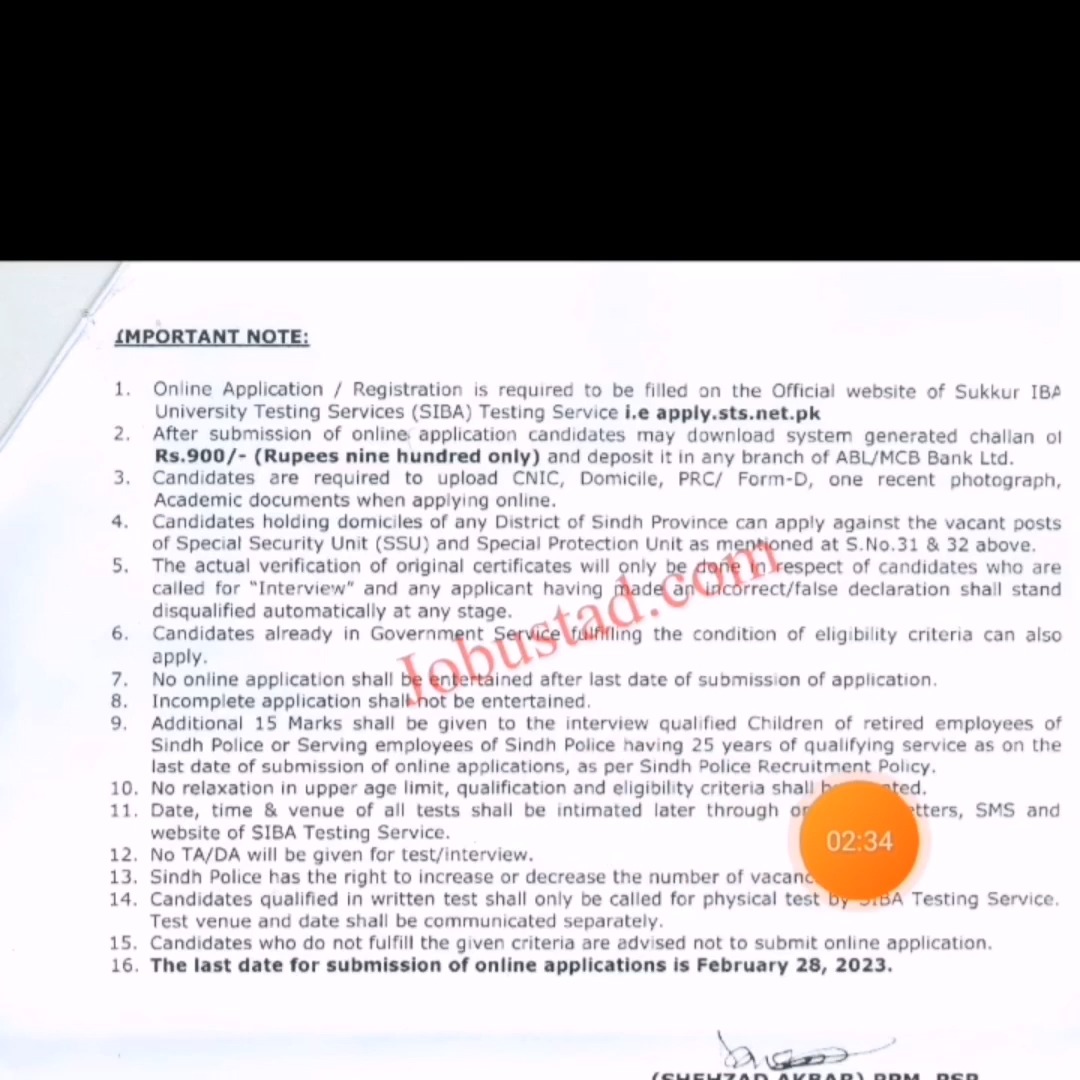 IMPORTANT NOTE:
1. Online Application / Registration is required to be filled on the Official website of Sukkur IBA
University Testing Services (SIBA) Testing Service i.e apply.sts.net.pk
2. After submission of online application candidates may download system generated challan of
Rs.900/- (Rupees nine hundred only) and deposit it in any branch of ABL/MCB Bank Ltd.
3. Candidates are required to upload CNIC, Domicile, PRC/ Form-D, one recent photograph,
Academic documents when applying online.
4. Candidates holding domiciles of any District of Sindh Province can apply against the vacant posts
of Special Security Unit (SSU) and Special Protection Unit as mentioned at S.No.31 & 32 above.
5. The actual verification of original certificates will only be done in respect of candidates who are
called for "Interview" and any applicant having made an incorrect/false declaration shall stand
disqualified automatically at any stage.
6. Candidates already in Government Service fulfilling the condition of eligibility criteria can also
apply.
7. No online application shall be entertained after last date of submission of application.
8. Incomplete application shall not be entertained.
9. Additional 15 Marks shall be given to the interview qualified Children of retired employees of
Sindh Police or Serving employees of Sindh Police having 25 years of qualifying service as on the
last date of submission of online applications, as per Sindh Police Recruitment Policy.
10. No relaxation in upper age limit, qualification and eligibility criteria shall
11. Date, time & venue of all tests shall be intimated later through SMS and
website of SIBA Testing Service.
12. No TA/DA will be given for test/interview.
13. Sindh Police has the right to increase or decrease the number of
14. Candidates qualified in written test shall only be called for physical test by SIBA Testing Service.
Test venue and date shall be communicated separately.
15. Candidates who do not fulfill the given criteria are advised not to submit online application.
16. The last date for submission of online applications is February 28, 2023.
Jobustad.com
02:34
(SHEHZAD AKBAR) PPM, PSP